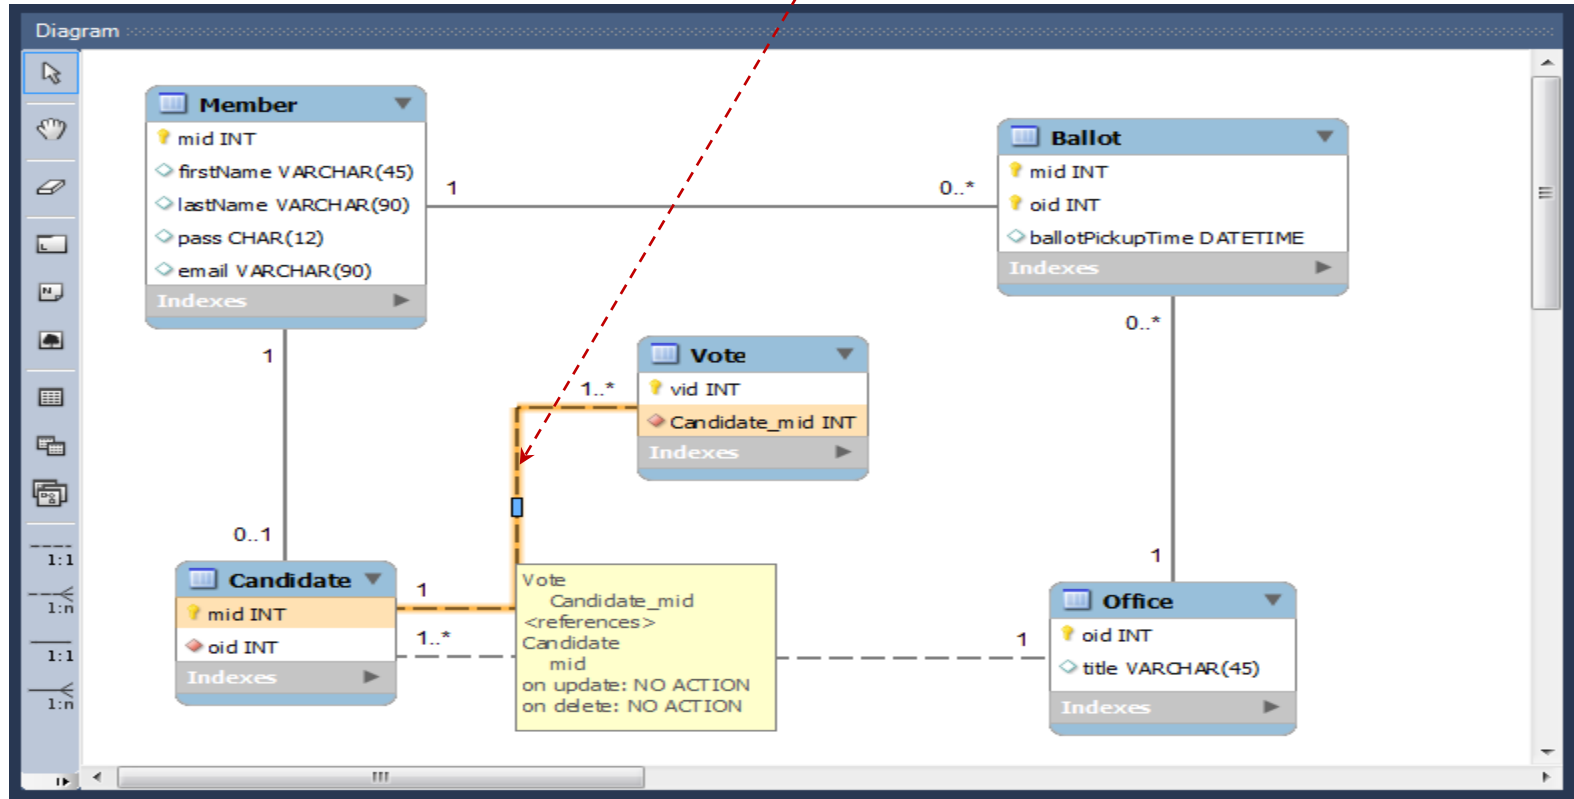 Diagram
Member
mid INT
firstName VARCHAR(45)
lastName VARCHAR(90)
pass CHAR(12)
email VARCHAR(90)
Indexes
1
0..*
Ballot
mid INT
oid INT
ballotPickupTime DATETIME
Indexes
0..*
1
1
0..1
Vote
vid INT
Candidate_mid INT
Indexes
1..*
Candidate
mid INT
oid INT
Indexes
1
1..*
Vote
Candidate_mid
<references>
Candidate
mid
on update: NO ACTION
on delete: NO ACTION
1
Office
oid INT
title VARCHAR(45)
Indexes
1:1
1:n
1:1
1:n